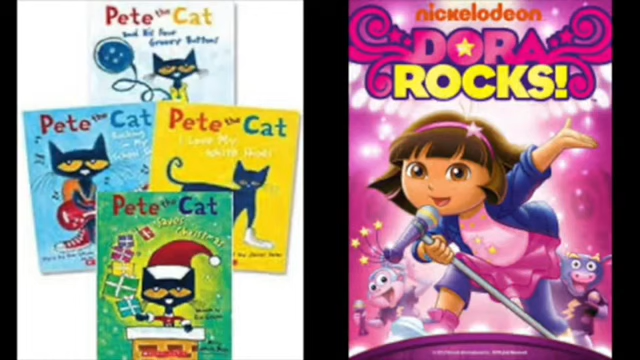 Pete the Cat
and His Four
Groovy Buttons
Pete the Cat
Rocking
in My
School Shoes
Pete the Cat
I Love My
White Shoes
Pete the Cat
Saves Christmas
nickelodeon
DORA
ROCKS!